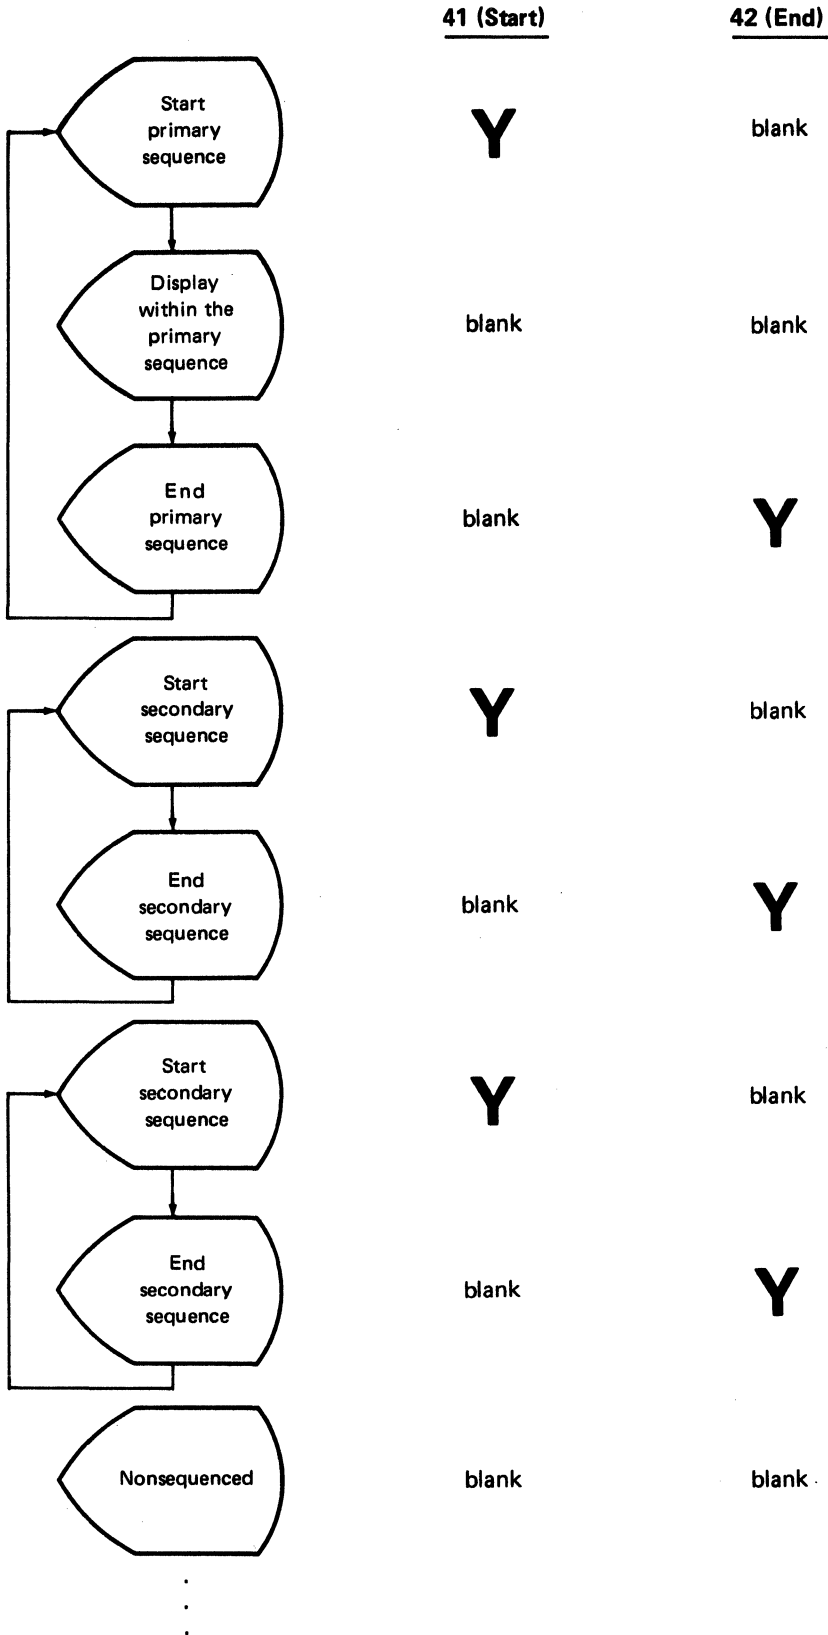 41 (Start) 42 (End)
Start
primary
sequence
Y blank
Display
within the
primary
sequence
blank blank
End
primary
sequence
blank Y
Start
secondary
sequence
Y blank
End
secondary
sequence
blank Y
Start
secondary
sequence
Y blank
End
secondary
sequence
blank Y
Nonsequenced blank blank
.
.
.